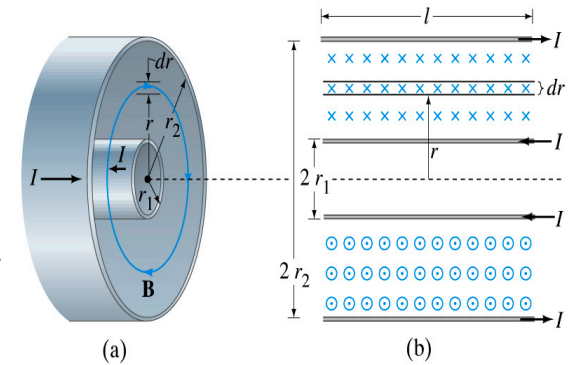 dr
r
r₂
I
I
r₁
B
(a)
l
I
× × × × × × × × × ×
× × × × × × × × × ×
dr
× × × × × × × × × ×
I
r
2 r₁
I
2 r₂
I
(b)